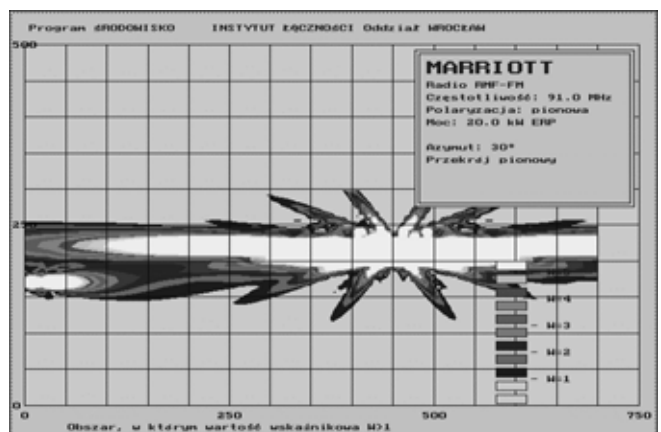 Program śRODOWISKO INSTYTUT ŁĄCZNOśCI Oddział WROCŁAW
500
MARRIOTT
Radio RMF-FM
Częstotliwość: 91.0 MHz
Polaryzacja: pionowa
Moc: 20.0 kW ERP
Azymut: 30°
Przekrój pionowy
250
W=4
- W=3
- W=2
- W=1
0
0 250 500 750
Obszar, w którym wartość wskaźnikowa W>1